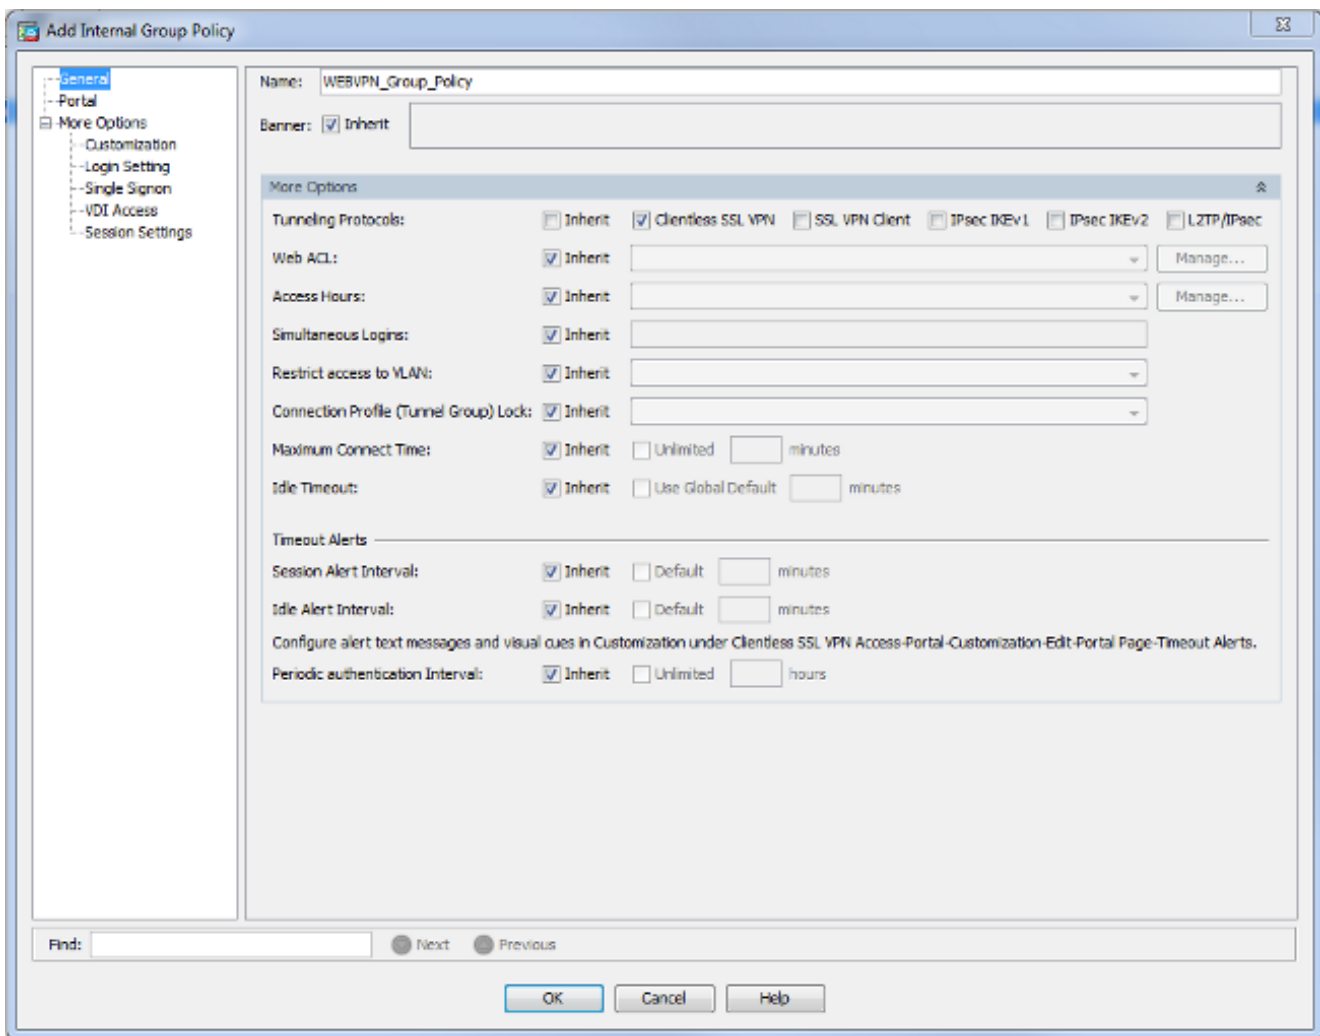 Add Internal Group Policy
General
Portal
More Options
Customization
Login Setting
Single Signon
VDI Access
Session Settings
Name: WEBVPN_Group_Policy
Banner: Inherit
More Options
Tunneling Protocols: Inherit Clientless SSL VPN SSL VPN Client IPsec IKEv1 IPsec IKEv2 L2TP/IPsec
Web ACL: Inherit Manage...
Access Hours: Inherit Manage...
Simultaneous Logins: Inherit
Restrict access to VLAN: Inherit
Connection Profile (Tunnel Group) Lock: Inherit
Maximum Connect Time: Inherit Unlimited minutes
Idle Timeout: Inherit Use Global Default minutes
Timeout Alerts
Session Alert Interval: Inherit Default minutes
Idle Alert Interval: Inherit Default minutes
Configure alert text messages and visual cues in Customization under Clientless SSL VPN Access-Portal-Customization-Edit-Portal Page-Timeout Alerts.
Periodic authentication Interval: Inherit Unlimited hours
Find: Next Previous
OK Cancel Help